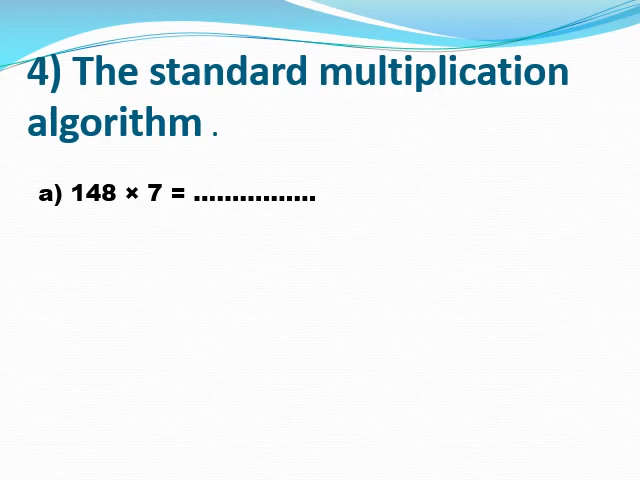 4) The standard multiplication
algorithm .
a) 148 × 7 = ................